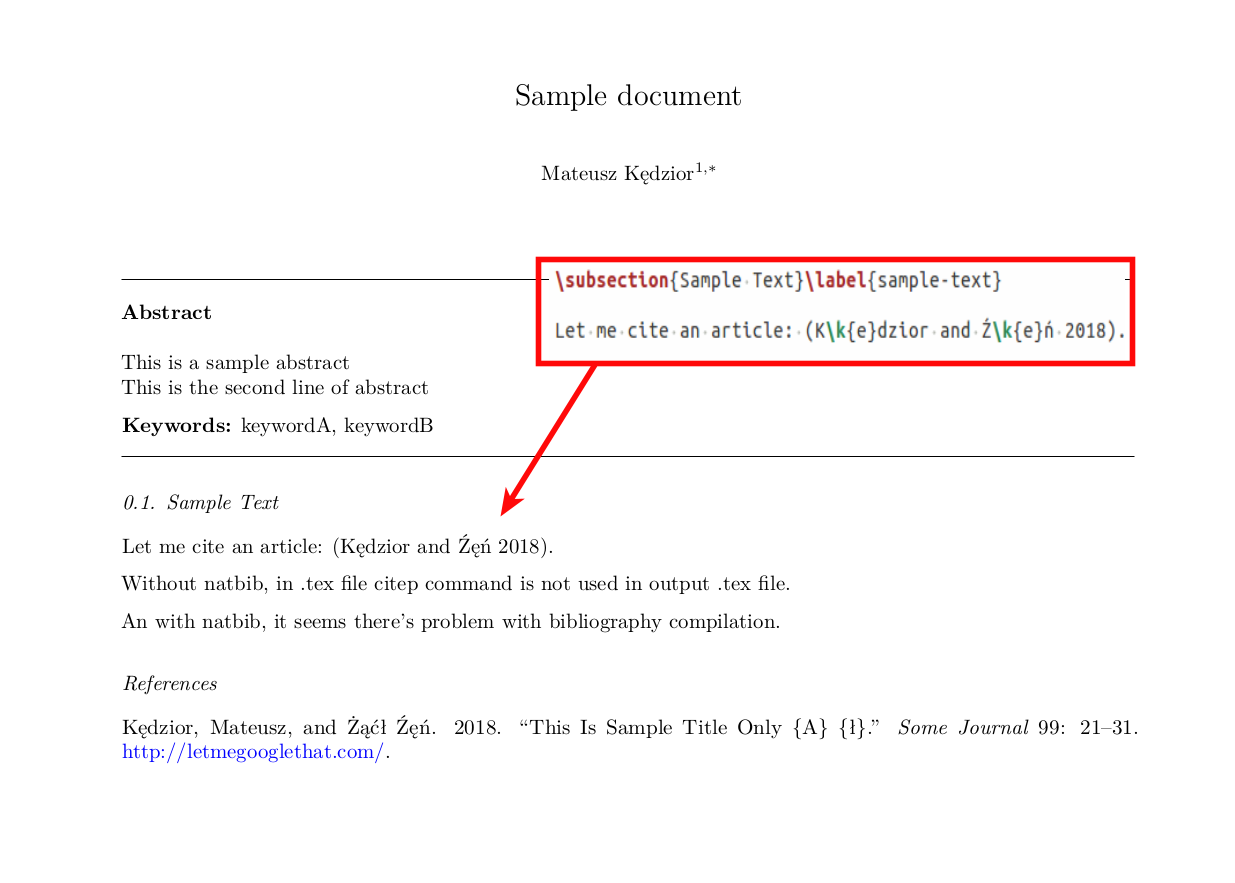 Sample document
Mateusz Kędzior1,*
\subsection{Sample·Text}\label{sample-text}
Let·me·cite·an·article:·(K\k{e}dzior·and·Ź\k{e}ń·2018).
Abstract
This is a sample abstract
This is the second line of abstract
Keywords: keywordA, keywordB
0.1. Sample Text
Let me cite an article: (Kędzior and Źęń 2018).
Without natbib, in .tex file citep command is not used in output .tex file.
An with natbib, it seems there's problem with bibliography compilation.
References
Kędzior, Mateusz, and Żąćł Źęń. 2018. “This Is Sample Title Only {A} {ł}.” Some Journal 99: 21–31.
http://letmegooglethat.com/.